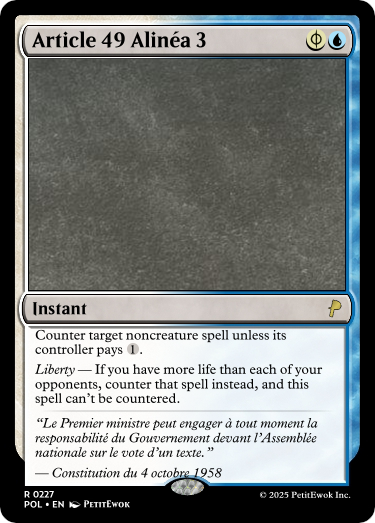 Article 49 Alinéa 3
Instant
Counter target noncreature spell unless its
controller pays 1.
Liberty — If you have more life than each of your
opponents, counter that spell instead, and this
spell can't be countered.
“Le Premier ministre peut engager à tout moment la
responsabilité du Gouvernement devant l'Assemblée
nationale sur le vote d'un texte.”
— Constitution du 4 octobre 1958
R 0227
POL • EN PetitEwok
© 2025 PetitEwok Inc.